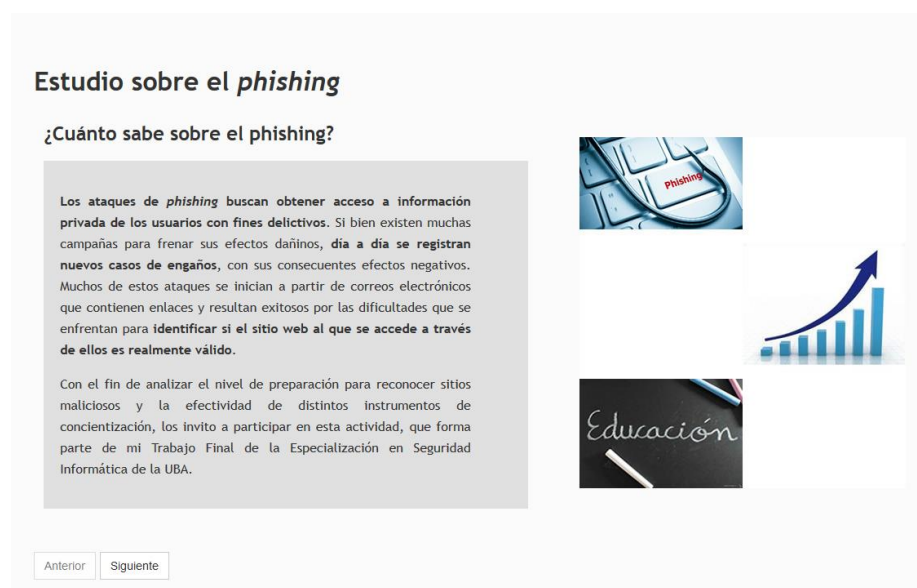 Estudio sobre el phishing
¿Cuánto sabe sobre el phishing?
Los ataques de phishing buscan obtener acceso a información
privada de los usuarios con fines delictivos. Si bien existen muchas
campañas para frenar sus efectos dañinos, día a día se registran
nuevos casos de engaños, con sus consecuentes efectos negativos.
Muchos de estos ataques se inician a partir de correos electrónicos
que contienen enlaces y resultan exitosos por las dificultades que se
enfrentan para identificar si el sitio web al que se accede a través
de ellos es realmente válido.
Con el fin de analizar el nivel de preparación para reconocer sitios
maliciosos y la efectividad de distintos instrumentos de
concientización, los invito a participar en esta actividad, que forma
parte de mi Trabajo Final de la Especialización en Seguridad
Informática de la UBA.
Phishing
Educación
Anterior
Siguiente